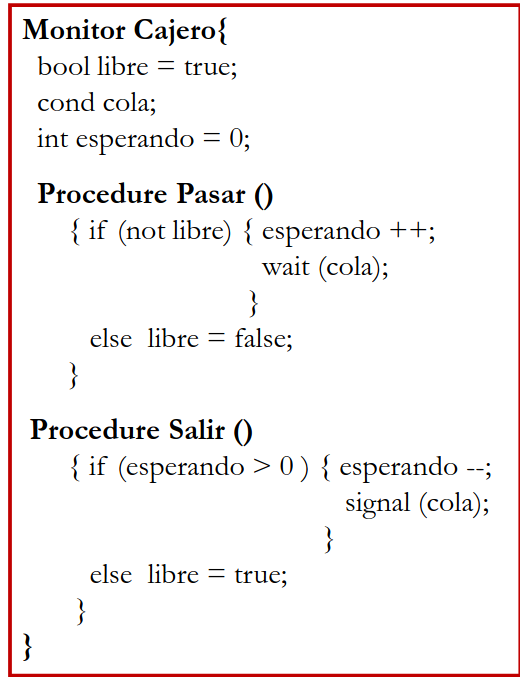 Monitor Cajero{
bool libre = true;
cond cola;
int esperando = 0;
Procedure Pasar ()
{ if (not libre) { esperando ++;
wait (cola);
}
else libre = false;
}
Procedure Salir ()
{ if (esperando > 0 ) { esperando --;
signal (cola);
}
else libre = true;
}
}